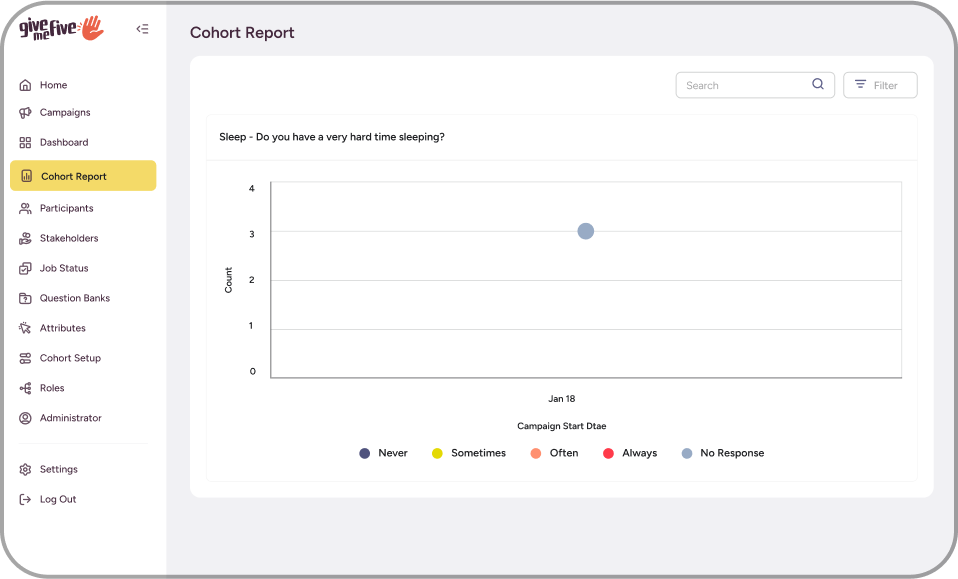 give
me Five
Cohort Report
Home
Campaigns
Dashboard
Cohort Report
Participants
Stakeholders
Job Status
Question Banks
Attributes
Cohort Setup
Roles
Administrator
Settings
Log Out
Search
Filter
Sleep - Do you have a very hard time sleeping?
4
3
2
1
0
Count
Jan 18
Campaign Start Dtae
Never Sometimes Often Always No Response